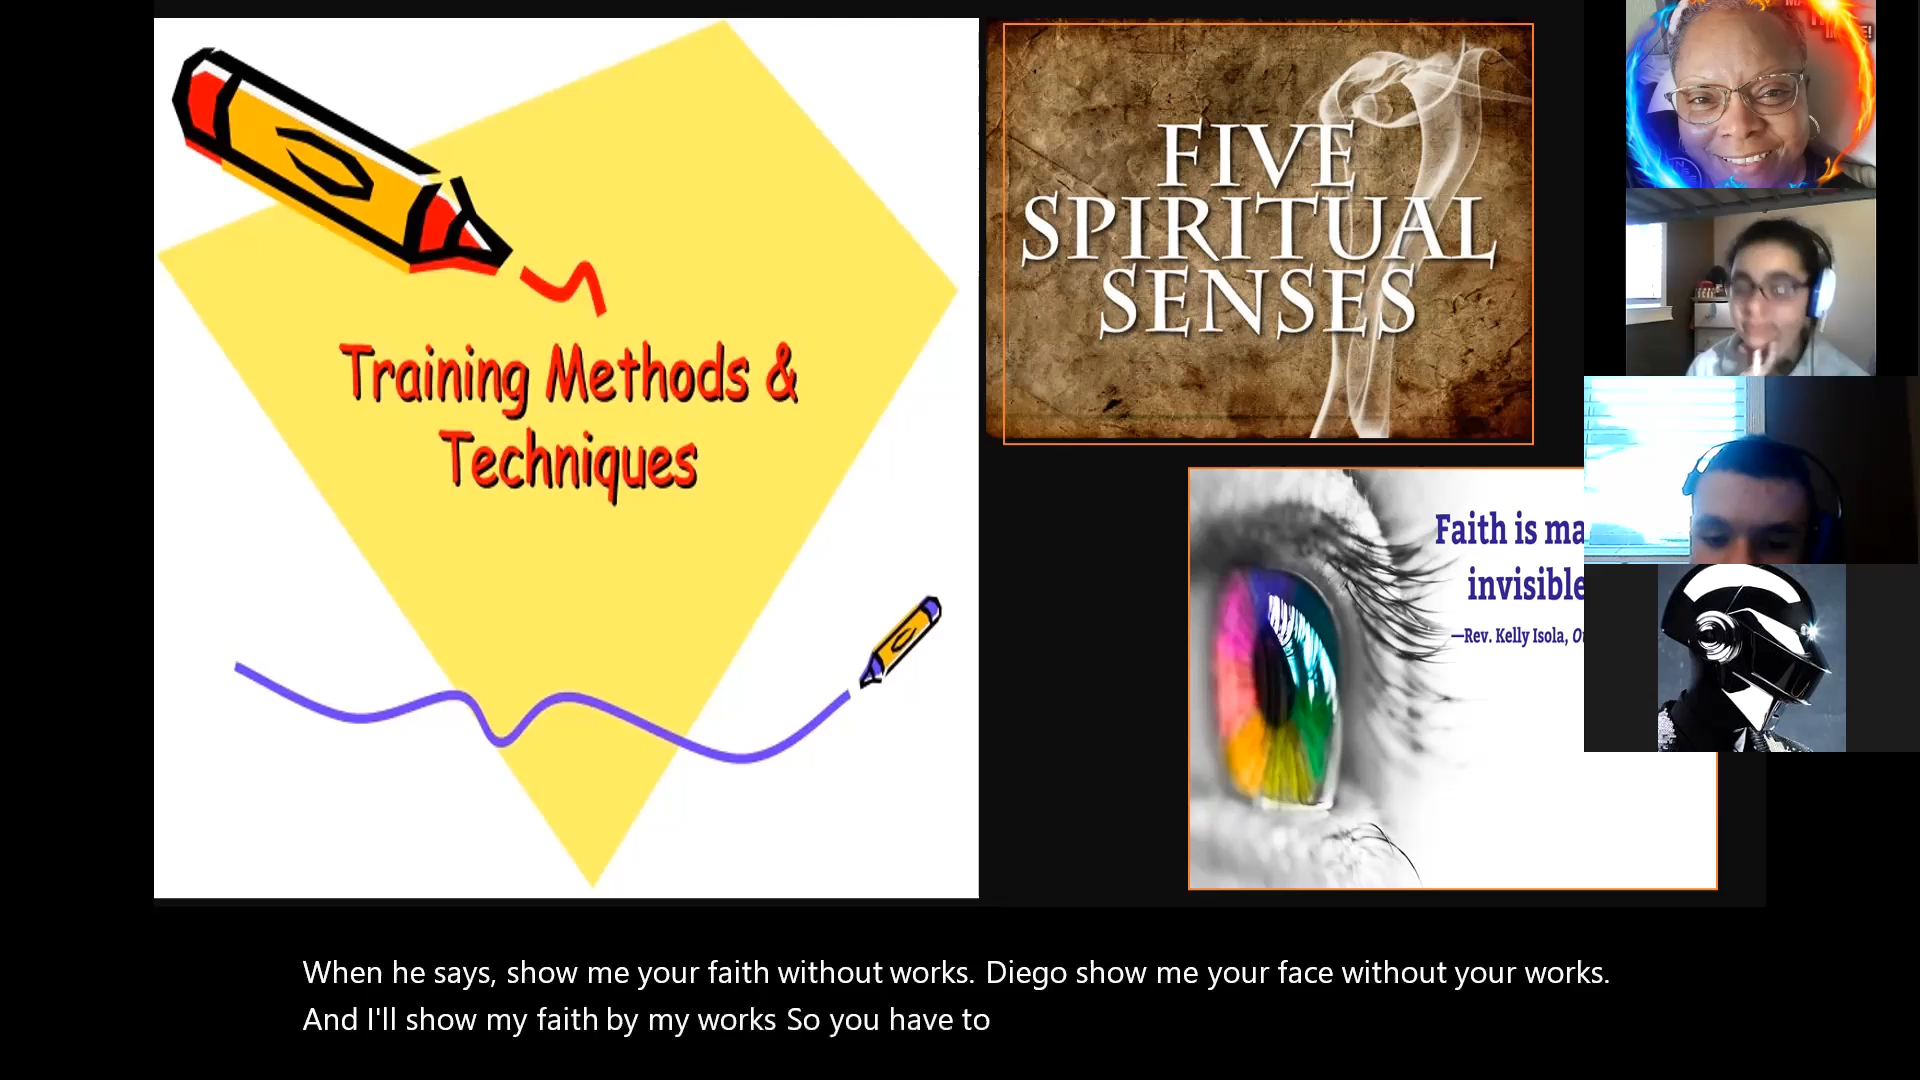 Training Methods &
Techniques
FIVE
SPIRITUAL
SENSES
Faith is
invisible
—Rev. Kelly Isola,
When he says, show me your faith without works. Diego show me your face without your works.
And I'll show my faith by my works So you have to